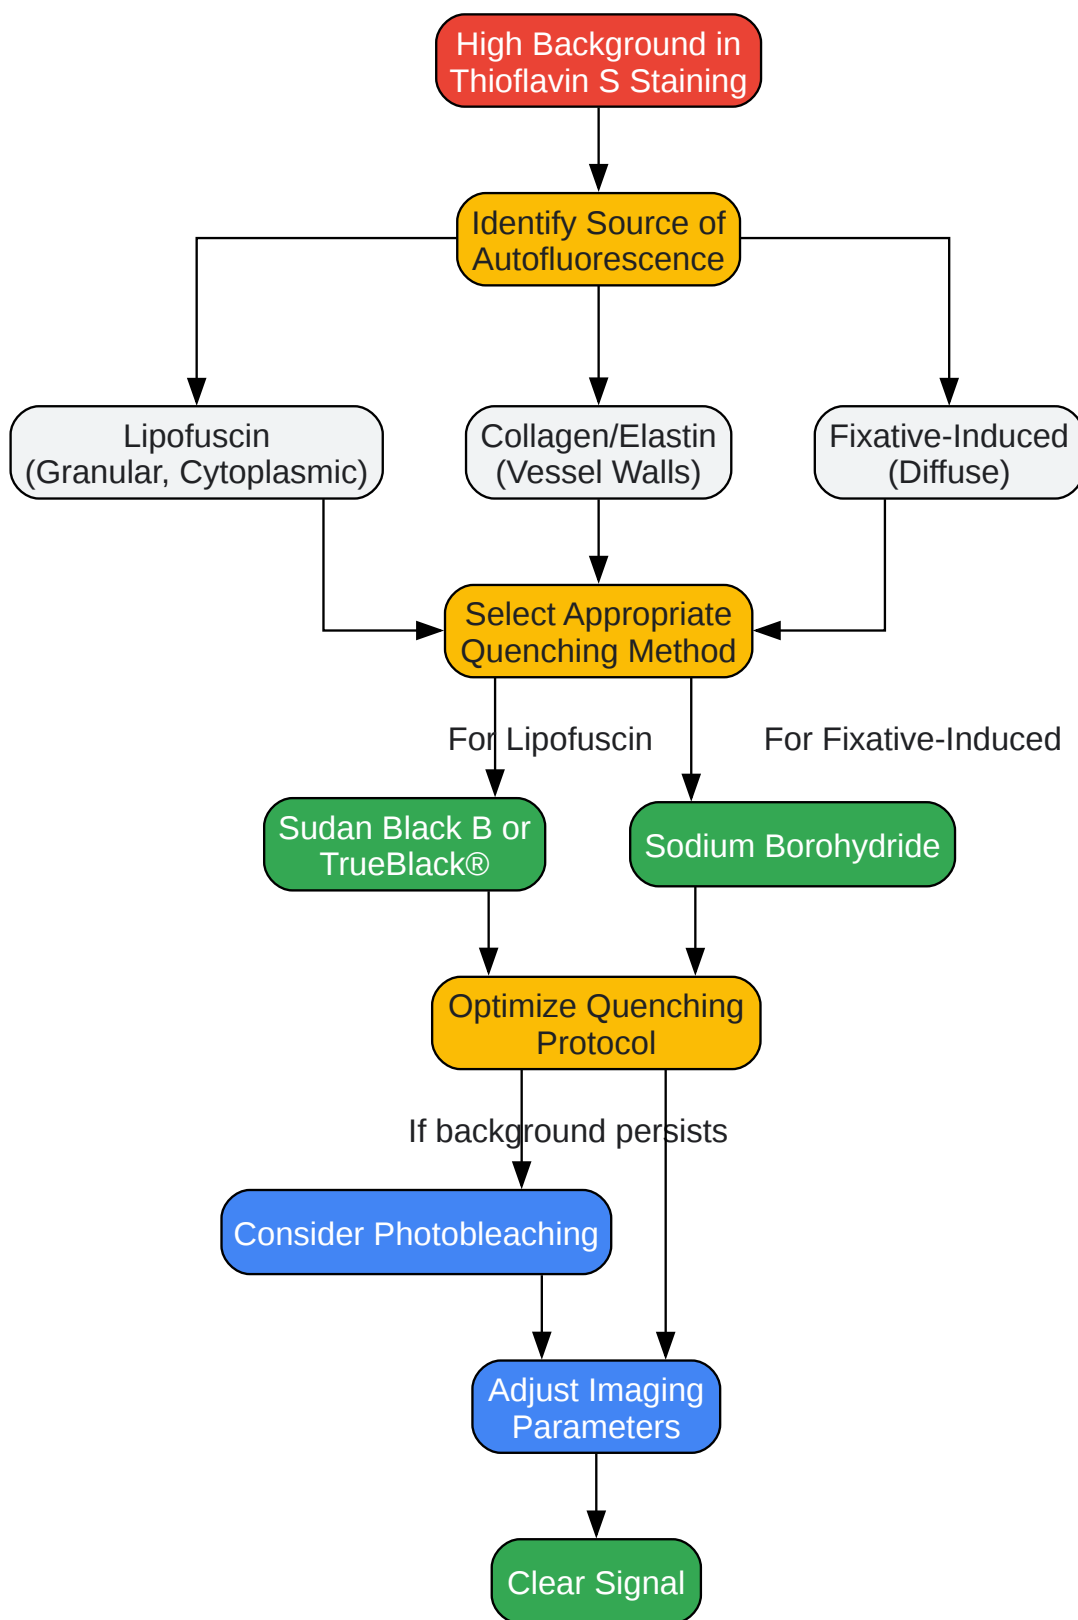 High Background in
Thioflavin S Staining
Identify Source of
Autofluorescence
Lipofuscin
(Granular, Cytoplasmic)
Collagen/Elastin
(Vessel Walls)
Fixative-Induced
(Diffuse)
Select Appropriate
Quenching Method
For Lipofuscin
For Fixative-Induced
Sudan Black B or
TrueBlack®
Sodium Borohydride
Optimize Quenching
Protocol
If background persists
Consider Photobleaching
Adjust Imaging
Parameters
Clear Signal